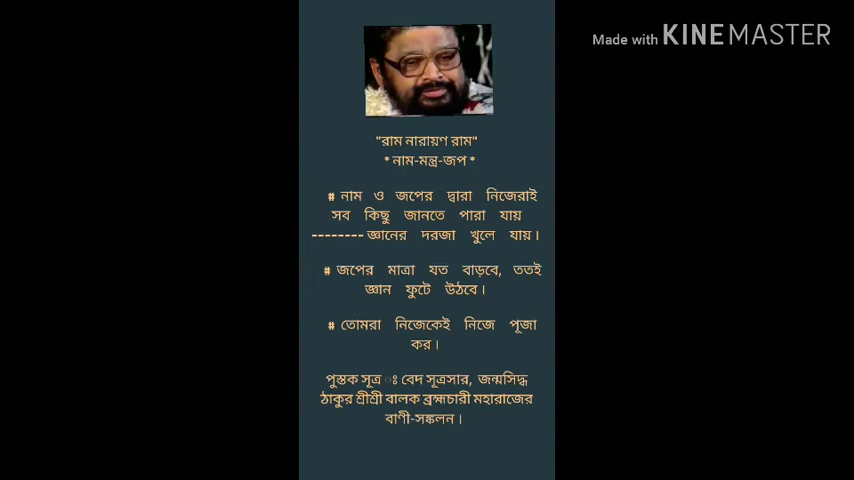 Made with KINEMASTER
"রাম নারায়ণ রাম"
* নাম-মন্ত্র-জপ *
# নাম ও জপের দ্বারা নিজেরাই
সব কিছু জানতে পারা যায়
-------- জ্ঞানের দরজা খুলে যায়।
# জপের মাত্রা যত বাড়বে, ততই
জ্ঞান ফুটে উঠবে।
# তোমরা নিজেকেই নিজে পূজা
কর।
পুস্তক সূত্র ঃ বেদ সূত্রসার, জন্মসিদ্ধ
ঠাকুর শ্রীশ্রী বালক ব্রহ্মচারী মহারাজের
বাণী-সঙ্কলন।